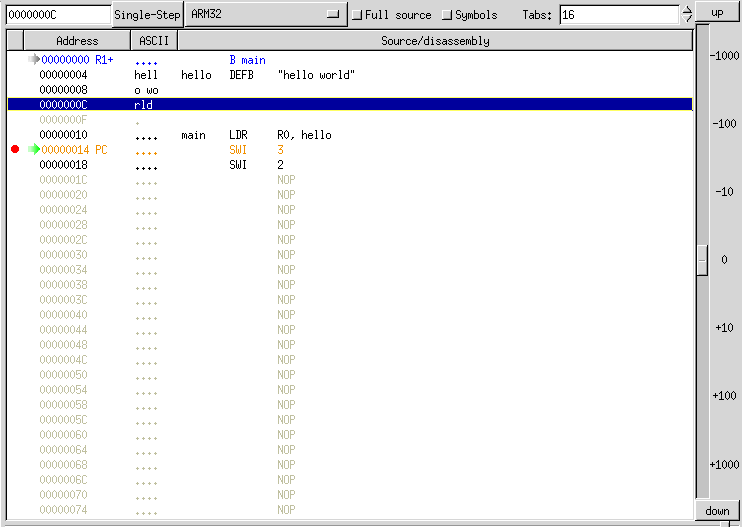 0000000C Single-Step ARM32 Full source Symbols Tabs: 16 up
Address ASCII Source/disassembly
00000000 R1+ .... B main
00000004 hell hello DEFB "hello world"
00000008 o wo
0000000C rld
0000000F .
00000010 .... main LDR R0, hello
00000014 PC .... SWI 3
00000018 .... SWI 2
0000001C .... NOP
00000020 .... NOP
00000024 .... NOP
00000028 .... NOP
0000002C .... NOP
00000030 .... NOP
00000034 .... NOP
00000038 .... NOP
0000003C .... NOP
00000040 .... NOP
00000044 .... NOP
00000048 .... NOP
0000004C .... NOP
00000050 .... NOP
00000054 .... NOP
00000058 .... NOP
0000005C .... NOP
00000060 .... NOP
00000064 .... NOP
00000068 .... NOP
0000006C .... NOP
00000070 .... NOP
00000074 .... NOP
-1000
-100
-10
0
+10
+100
+1000
down